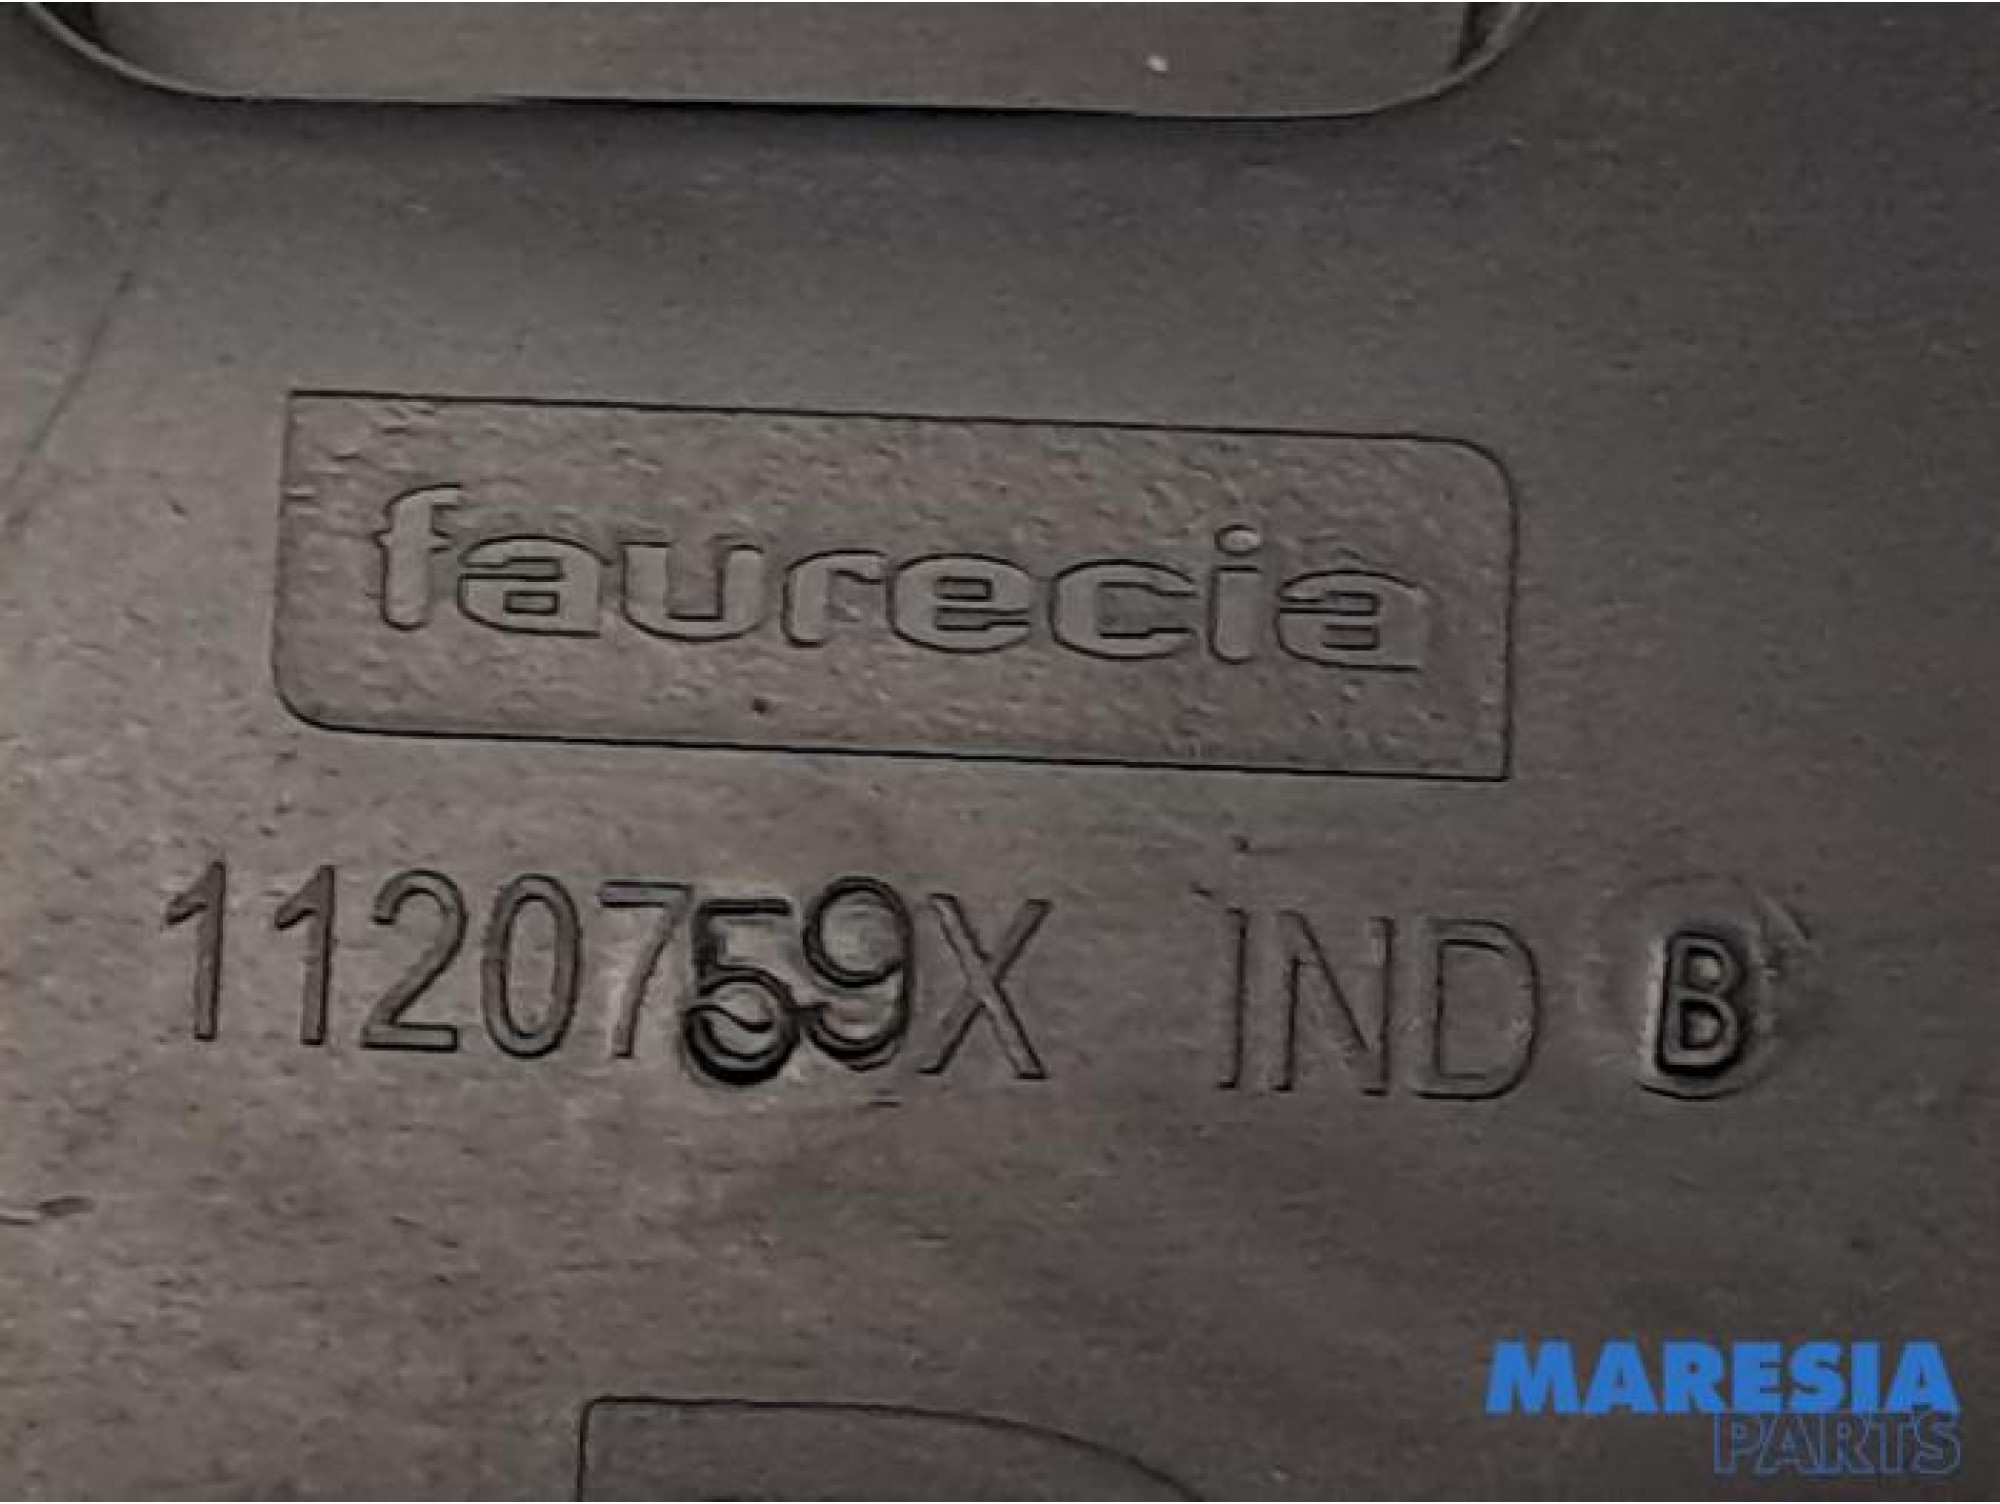 faurecia
1120759X IND B
MARESIA
PARTS